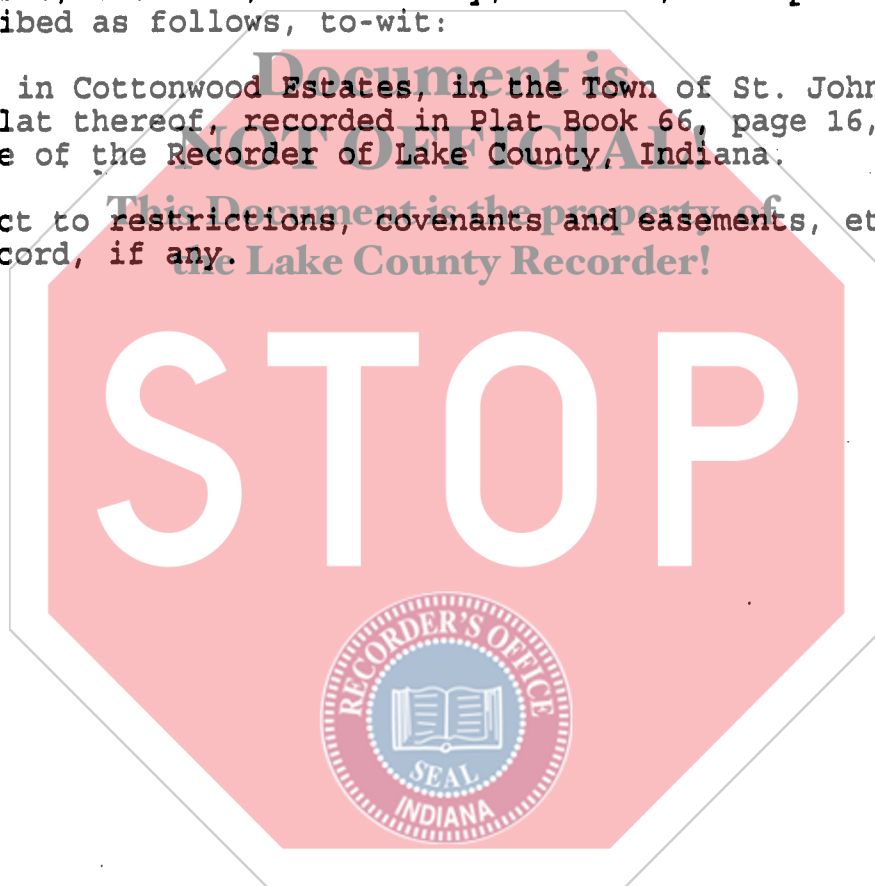 ibed as follows, to-wit:
in Cottonwood Estates, in the Town of St. John
lat thereof, recorded in Plat Book 66, page 16,
e of the Recorder of Lake County, Indiana.
ct to restrictions, covenants and easements, et
cord, if any.
Document is
NOT OFFICIAL!
This Document is the property of
the Lake County Recorder!
STOP
RECORDER'S OFFICE
SEAL
INDIANA